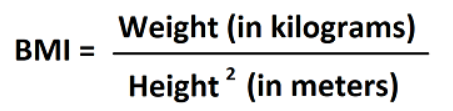 BMI = Weight (in kilograms)
Height ² (in meters)